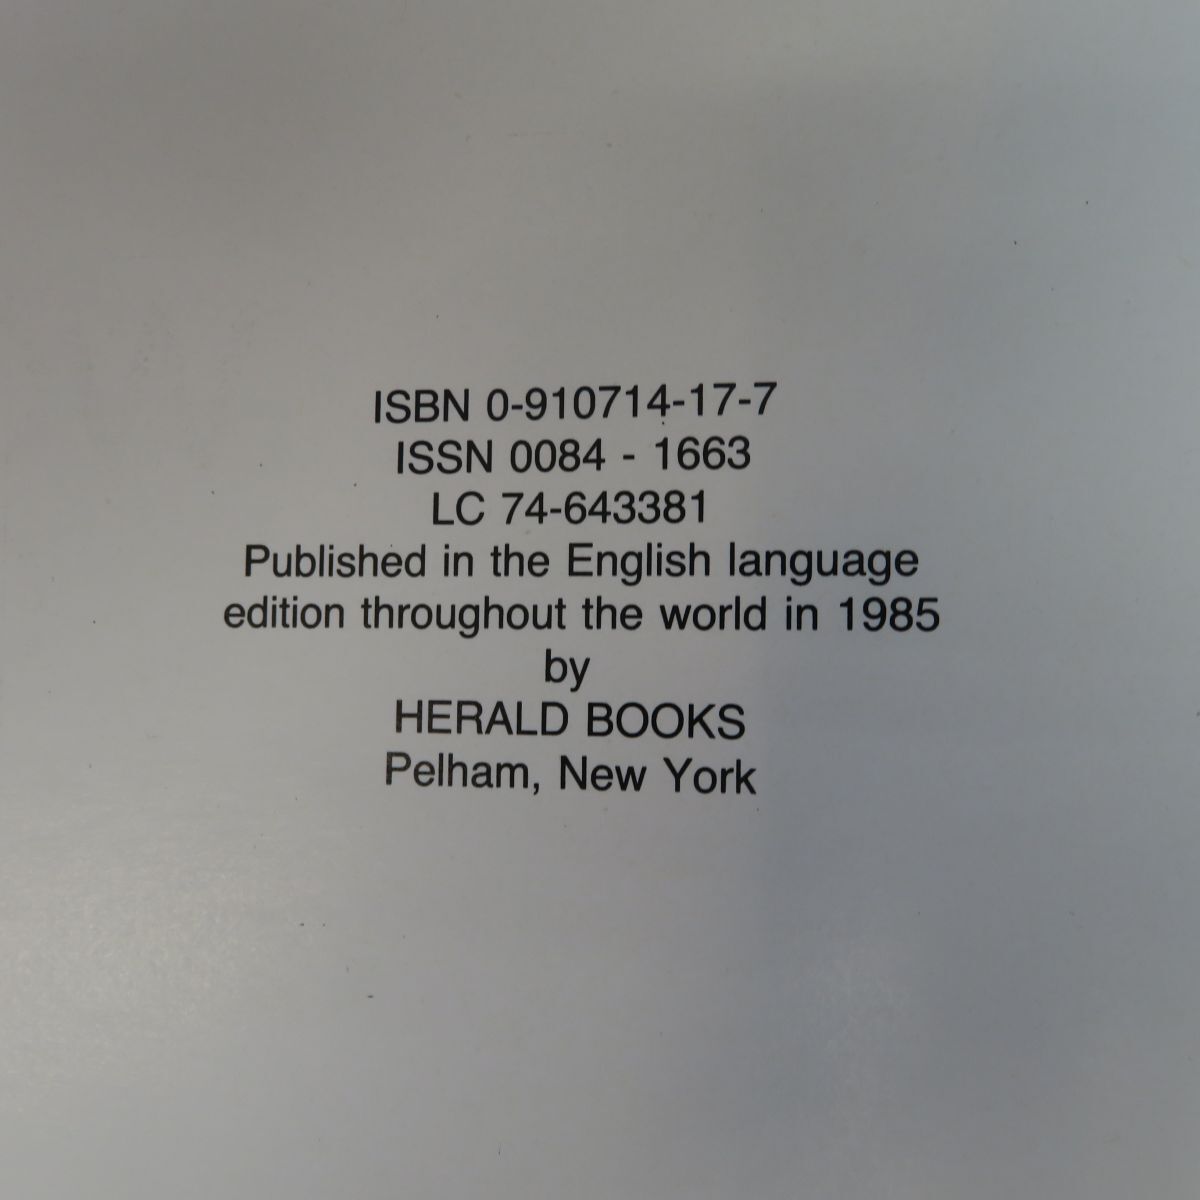 ISBN 0-910714-17-7
ISSN 0084 - 1663
LC 74-643381
Published in the English language
edition throughout the world in 1985
by
HERALD BOOKS
Pelham, New York